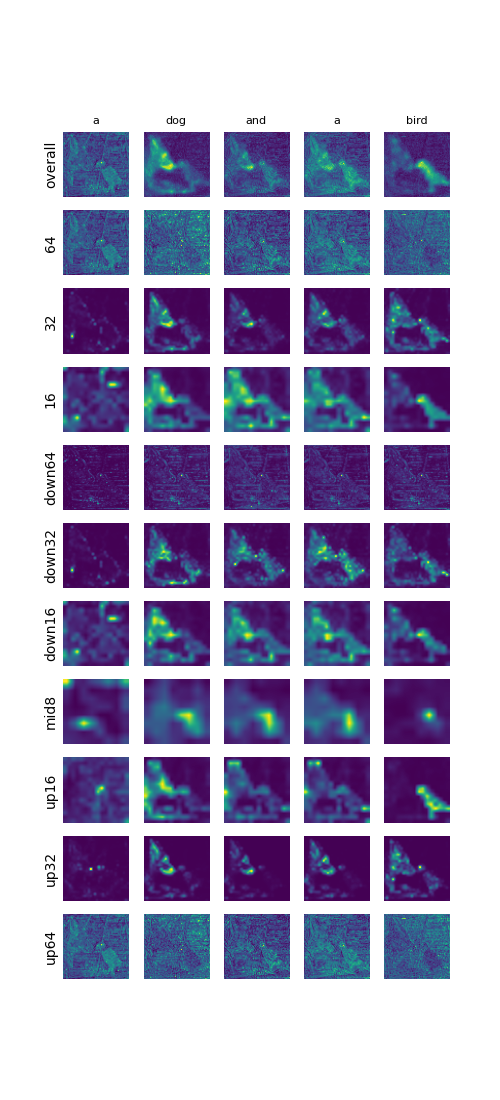 a dog and a bird
overall
64
32
16
down64
down32
down16
mid8
up16
up32
up64